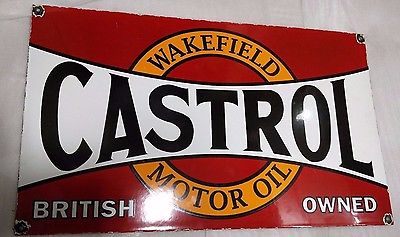 WAKEFIELD
CASTROL
MOTOR OIL
BRITISH OWNED